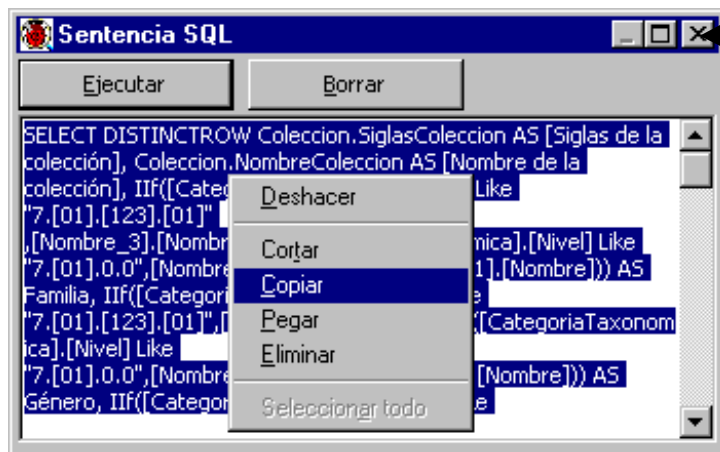 Sentencia SQL
Ejecutar Borrar
SELECT DISTINCTROW Coleccion.SiglasColeccion AS [Siglas de la
colección], Coleccion.NombreColeccion AS [Nombre de la
colección], IIf([Categ Like
"7.[01].[123].[01]"
,[Nombre_3].[Nombr mica].[Nivel] Like
"7.[01].0.0",[Nombre 1].[Nombre])) AS
Familia, IIf([Categori e
"7.[01].[123].[01]",[ ([CategoriaTaxonom
ica].[Nivel] Like
"7.[01].0.0",[Nombre [Nombre])) AS
Género, IIf([Categor e
Deshacer
Cortar
Copiar
Pegar
Eliminar
Seleccionar todo